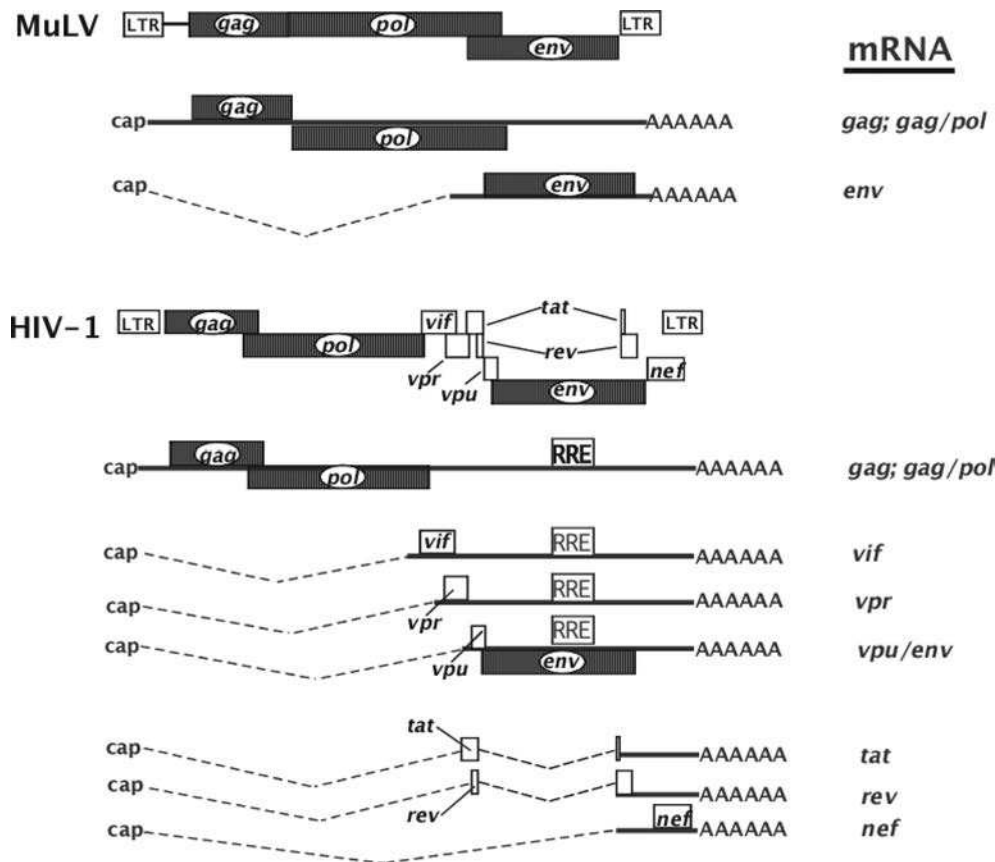 MuLV LTR gag pol env LTR
mRNA
cap gag pol AAAAAA gag; gag/pol
cap env AAAAAA env
HIV-1 LTR gag pol vif vpr vpu tat rev env nef LTR
cap gag pol RRE AAAAAA gag; gag/pol
cap vif RRE AAAAAA vif
cap vpr RRE AAAAAA vpr
cap vpu env RRE AAAAAA vpu/env
cap tat AAAAAA tat
cap rev AAAAAA rev
cap nef AAAAAA nef